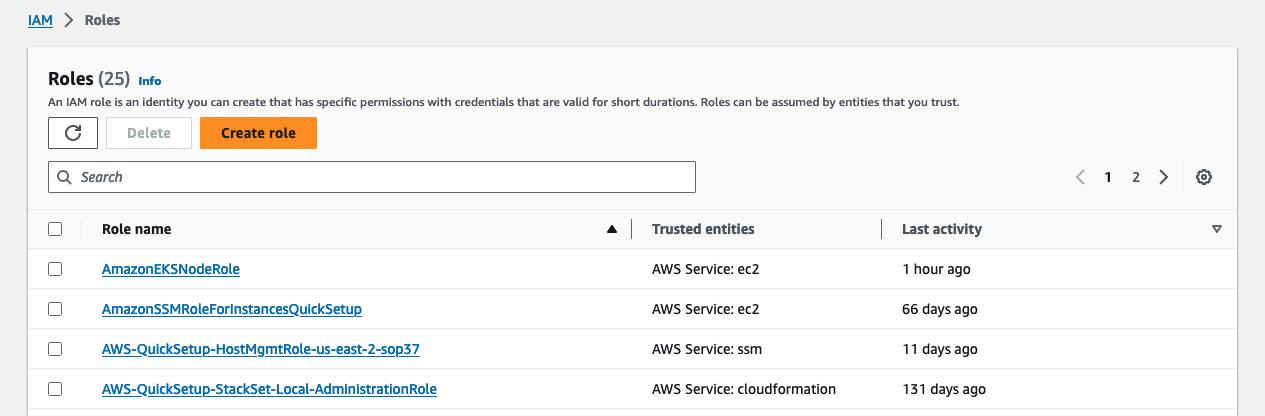 IAM > Roles
Roles (25) Info
An IAM role is an identity you can create that has specific permissions with credentials that are valid for short durations. Roles can be assumed by entities that you trust.
Delete Create role
Search 1 2
Role name Trusted entities Last activity
AmazonEKSNodeRole AWS Service: ec2 1 hour ago
AmazonSSMRoleForInstancesQuickSetup AWS Service: ec2 66 days ago
AWS-QuickSetup-HostMgmtRole-us-east-2-sop37 AWS Service: ssm 11 days ago
AWS-QuickSetup-StackSet-Local-AdministrationRole AWS Service: cloudformation 131 days ago